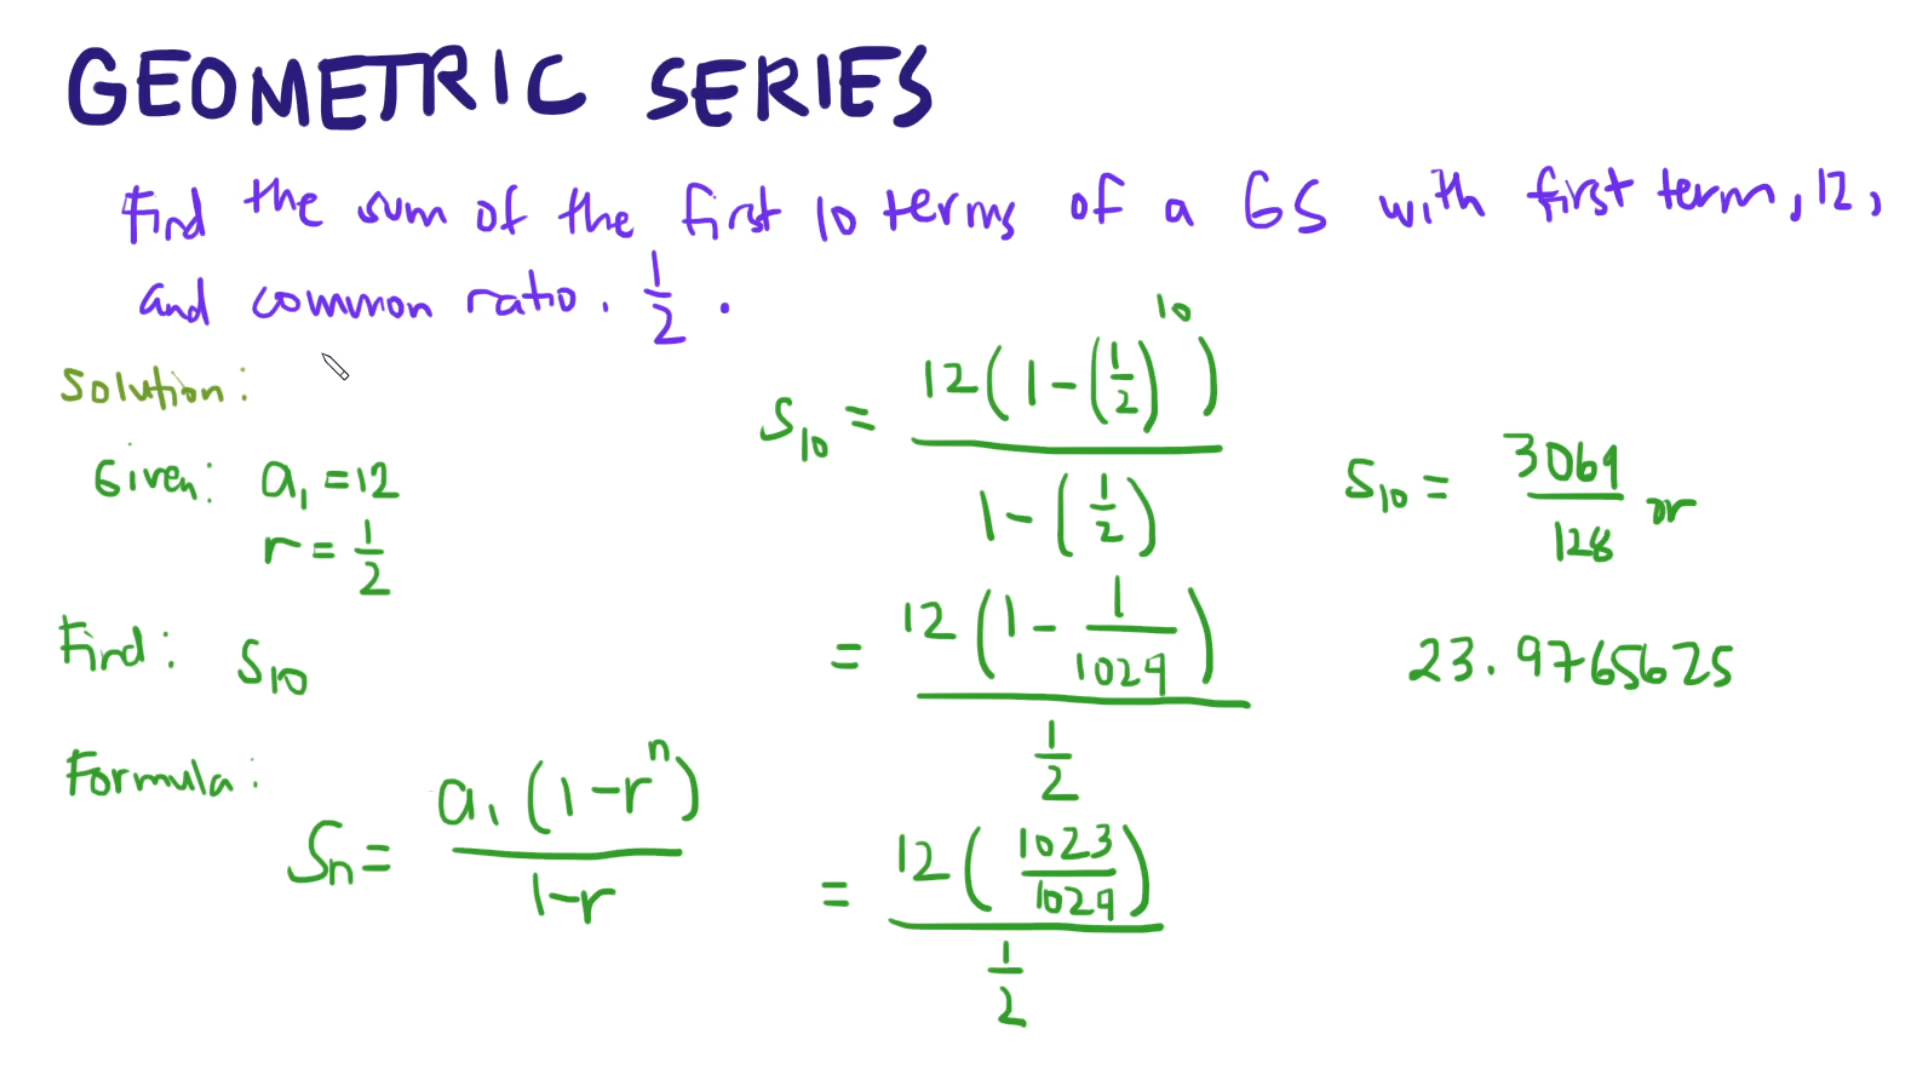 GEOMETRIC SERIES
Find the sum of the first 10 terms of a GS with first term, 12,
and common ratio. 1/2 .
Solution:
Given: a₁ = 12
r = 1/2
Find: S₁₀
Formula:
Sₙ = a₁(1-rⁿ) / 1-r
S₁₀ = 12(1-(1/2)¹⁰) / 1-(1/2)
= 12(1 - 1/1024) / 1/2
= 12(1023/1024) / 1/2
S₁₀ = 3069/128 or
23.9765625